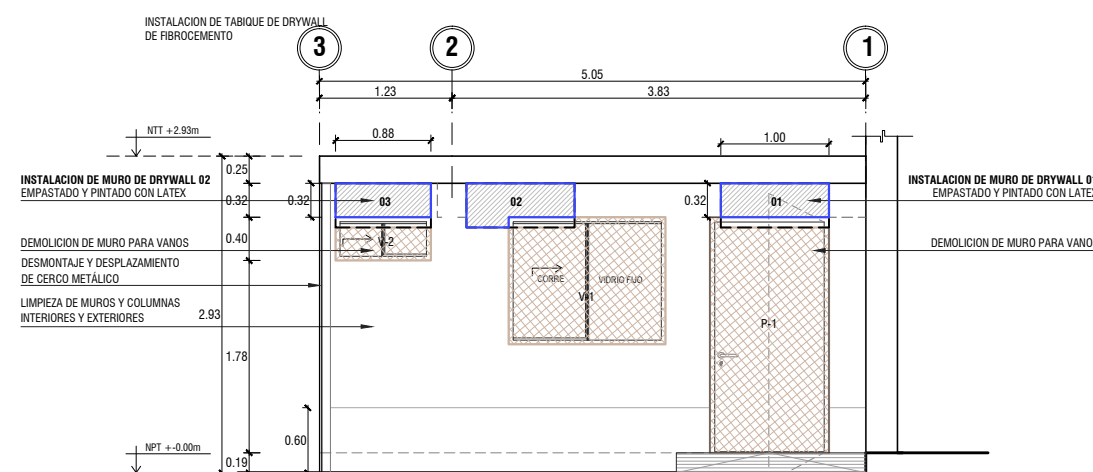 INSTALACION DE TABIQUE DE DRYWALL
DE FIBROCEMENTO
3
2
1
5.05
1.23
3.83
NTT +2.93m
0.88
1.00
0.25
INSTALACION DE MURO DE DRYWALL 02
EMPASTADO Y PINTADO CON LATEX
0.32
0.32
03
02
0.32
01
INSTALACION DE MURO DE DRYWALL 01
EMPASTADO Y PINTADO CON LATEX
DEMOLICION DE MURO PARA VANOS
0.40
V-2
DEMOLICION DE MURO PARA VANO
DESMONTAJE Y DESPLAZAMIENTO
DE CERCO METÁLICO
CORRE
VIDRIO FIJO
V-1
LIMPIEZA DE MUROS Y COLUMNAS
INTERIORES Y EXTERIORES
2.93
P-1
1.78
0.60
NPT +-0.00m
0.19